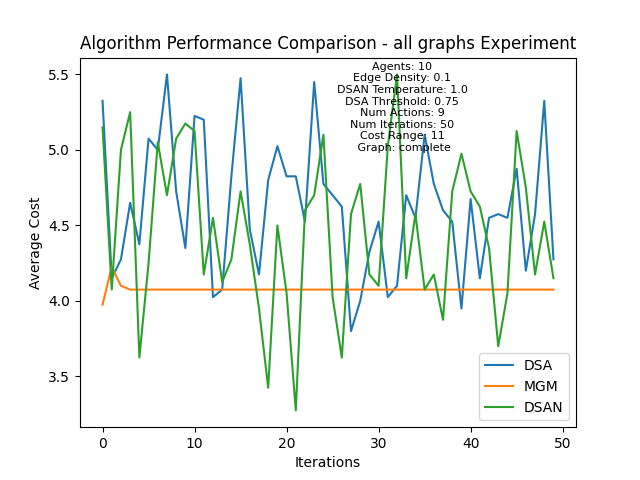 Algorithm Performance Comparison - all graphs Experiment
Agents: 10
Edge Density: 0.1
DSAN Temperature: 1.0
DSA Threshold: 0.75
Num Actions: 9
Num Iterations: 50
Cost Range: 11
Graph: complete
Average Cost
5.5
5.0
4.5
4.0
3.5
DSA
MGM
DSAN
0 10 20 30 40 50
Iterations